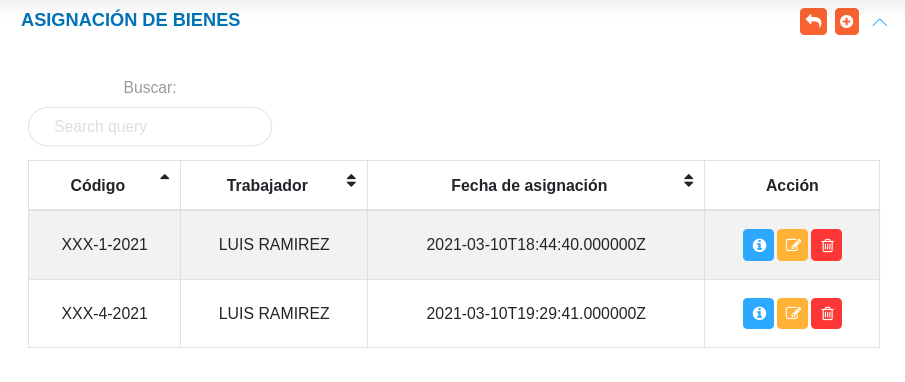 ASIGNACIÓN DE BIENES
Buscar:
Search query
Código Trabajador Fecha de asignación Acción
XXX-1-2021 LUIS RAMIREZ 2021-03-10T18:44:40.000000Z
XXX-4-2021 LUIS RAMIREZ 2021-03-10T19:29:41.000000Z